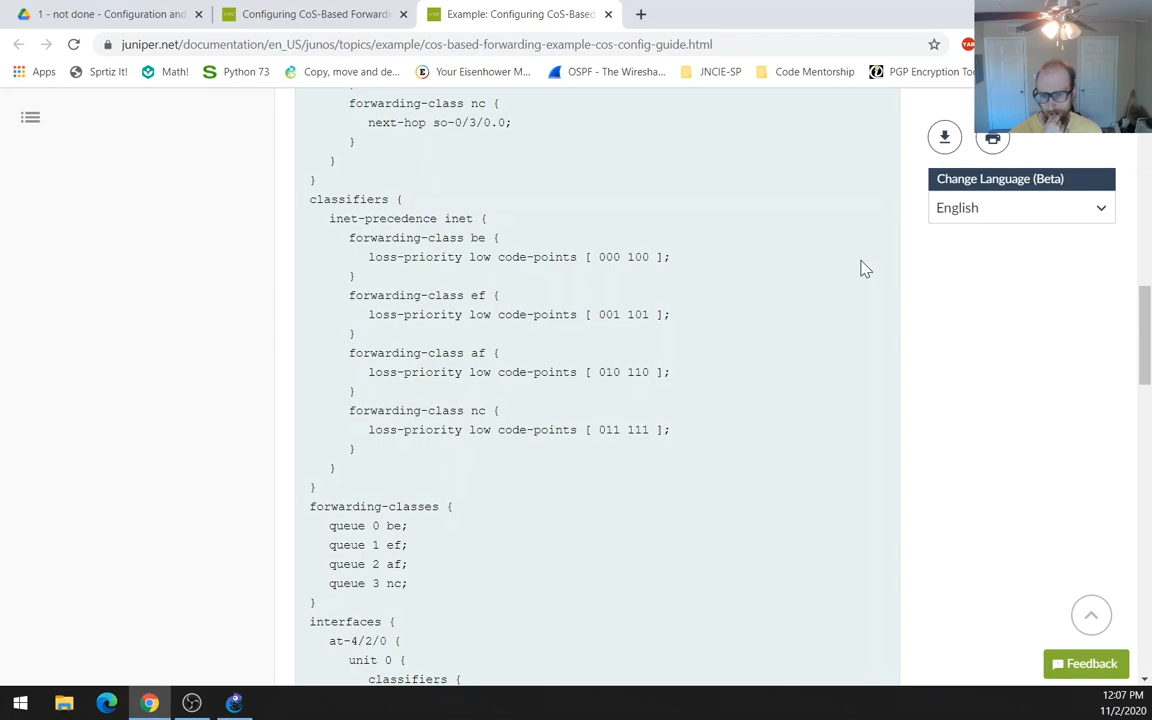 1 - not done - Configuration and
Configuring CoS-Based Forwardi
Example: Configuring CoS-Based
juniper.net/documentation/en_US/junos/topics/example/cos-based-forwarding-example-cos-config-guide.html
Apps
Sprtiz It!
Math!
Python 73
Copy, move and de...
Your Eisenhower M...
OSPF - The Wiresha...
JNCIE-SP
Code Mentorship
PGP Encryption Too
forwarding-class nc {
next-hop so-0/3/0.0;
}
}
}
classifiers {
inet-precedence inet {
forwarding-class be {
loss-priority low code-points [ 000 100 ];
}
forwarding-class ef {
loss-priority low code-points [ 001 101 ];
}
forwarding-class af {
loss-priority low code-points [ 010 110 ];
}
forwarding-class nc {
loss-priority low code-points [ 011 111 ];
}
}
}
forwarding-classes {
queue 0 be;
queue 1 ef;
queue 2 af;
queue 3 nc;
}
interfaces {
at-4/2/0 {
unit 0 {
classifiers {
Change Language (Beta)
English
Feedback
12:07 PM
11/2/2020